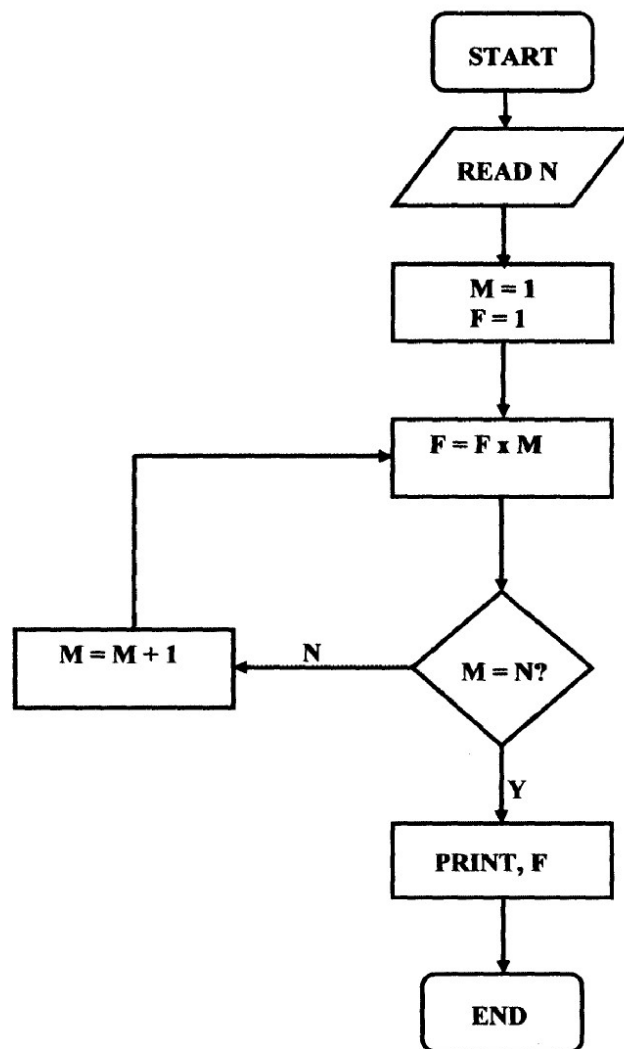 START
READ N
M = 1
F = 1
F = F x M
M = M + 1
N
M = N?
Y
PRINT, F
END